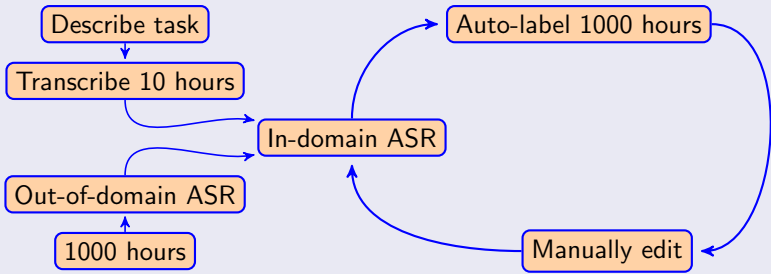 Describe task
Transcribe 10 hours
Out-of-domain ASR
1000 hours
In-domain ASR
Auto-label 1000 hours
Manually edit